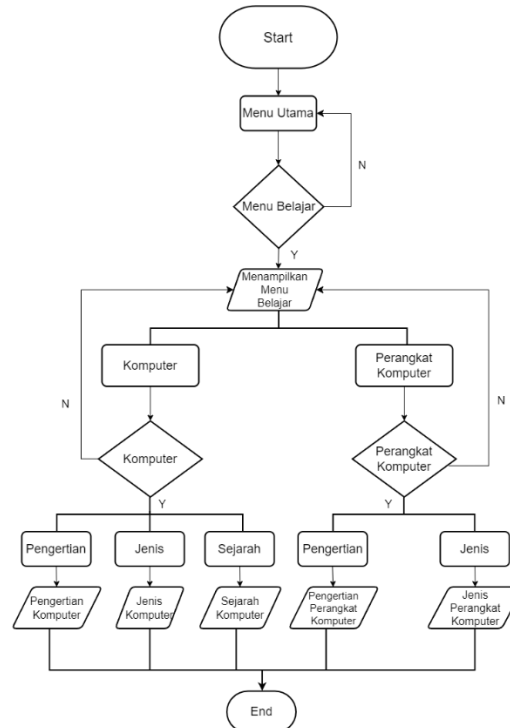 Start
Menu Utama
N
Menu Belajar
Y
Menampilkan
Menu
Belajar
Komputer
Perangkat
Komputer
N
N
Komputer
Perangkat
Komputer
Y
Y
Pengertian
Jenis
Sejarah
Pengertian
Jenis
Pengertian
Komputer
Jenis
Komputer
Sejarah
Komputer
Pengertian
Perangkat
Komputer
Jenis
Perangkat
Komputer
End